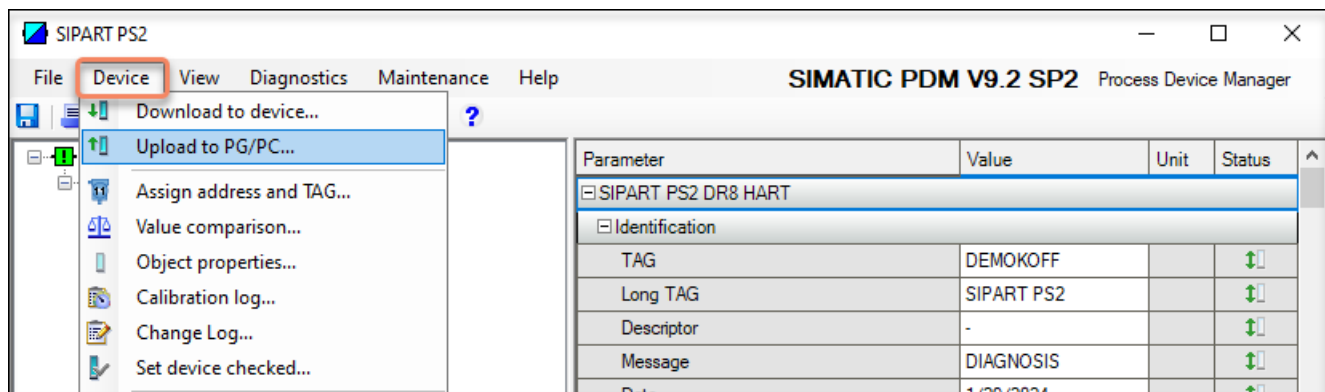 SIPART PS2
File Device View Diagnostics Maintenance Help SIMATIC PDM V9.2 SP2 Process Device Manager
Download to device...
Upload to PG/PC...
Assign address and TAG...
Value comparison...
Object properties...
Calibration log...
Change Log...
Set device checked...
Parameter Value Unit Status
SIPART PS2 DR8 HART
Identification
TAG DEMOKOFF
Long TAG SIPART PS2
Descriptor -
Message DIAGNOSIS